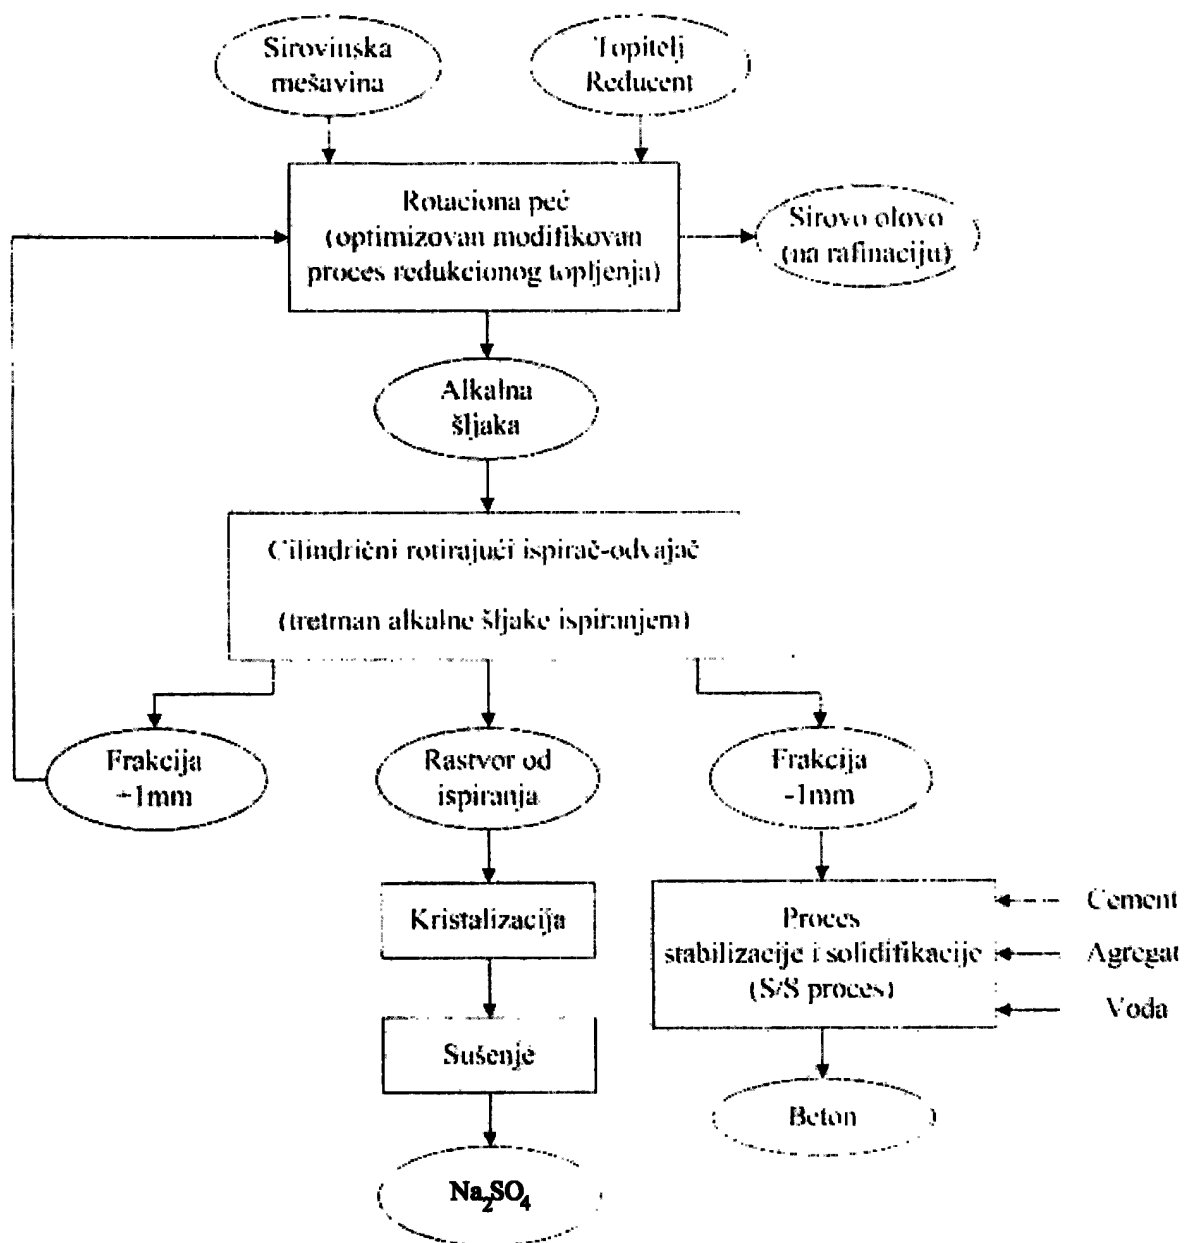 Sirovinska
mešavina
Topitelj
Reducent
Rotaciona peć
(optimizovan modifikovan
proces redukcionog topljenja)
Sirovo olovo
(na rafinaciju)
Alkalna
šljaka
Cilindrični rotirajući ispirač-odvajač
(tretman alkalne šljake ispiranjem)
Frakcija
+1mm
Rastvor od
ispiranja
Frakcija
-1mm
Kristalizacija
Proces
stabilizacije i solidifikacije
(S/S proces)
Cement
Agregat
Voda
Sušenje
Beton
Na₂SO₄